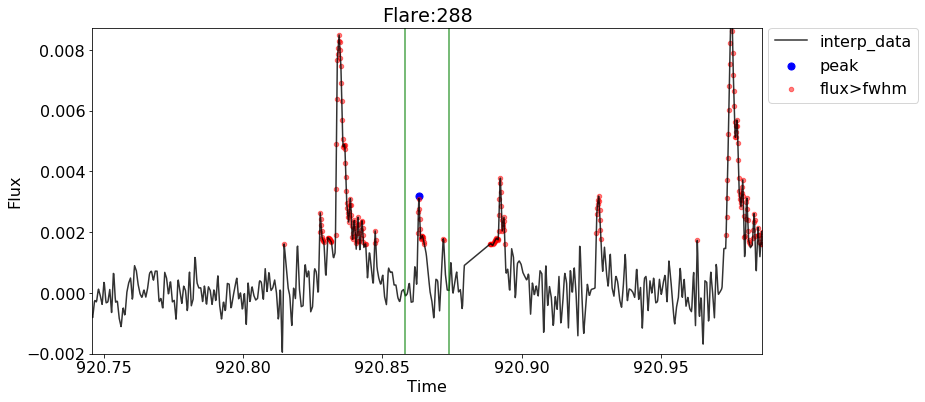 Flare:288
interp_data
peak
flux>fwhm
Flux
0.008
0.006
0.004
0.002
0.000
−0.002
920.75
920.80
920.85
920.90
920.95
Time